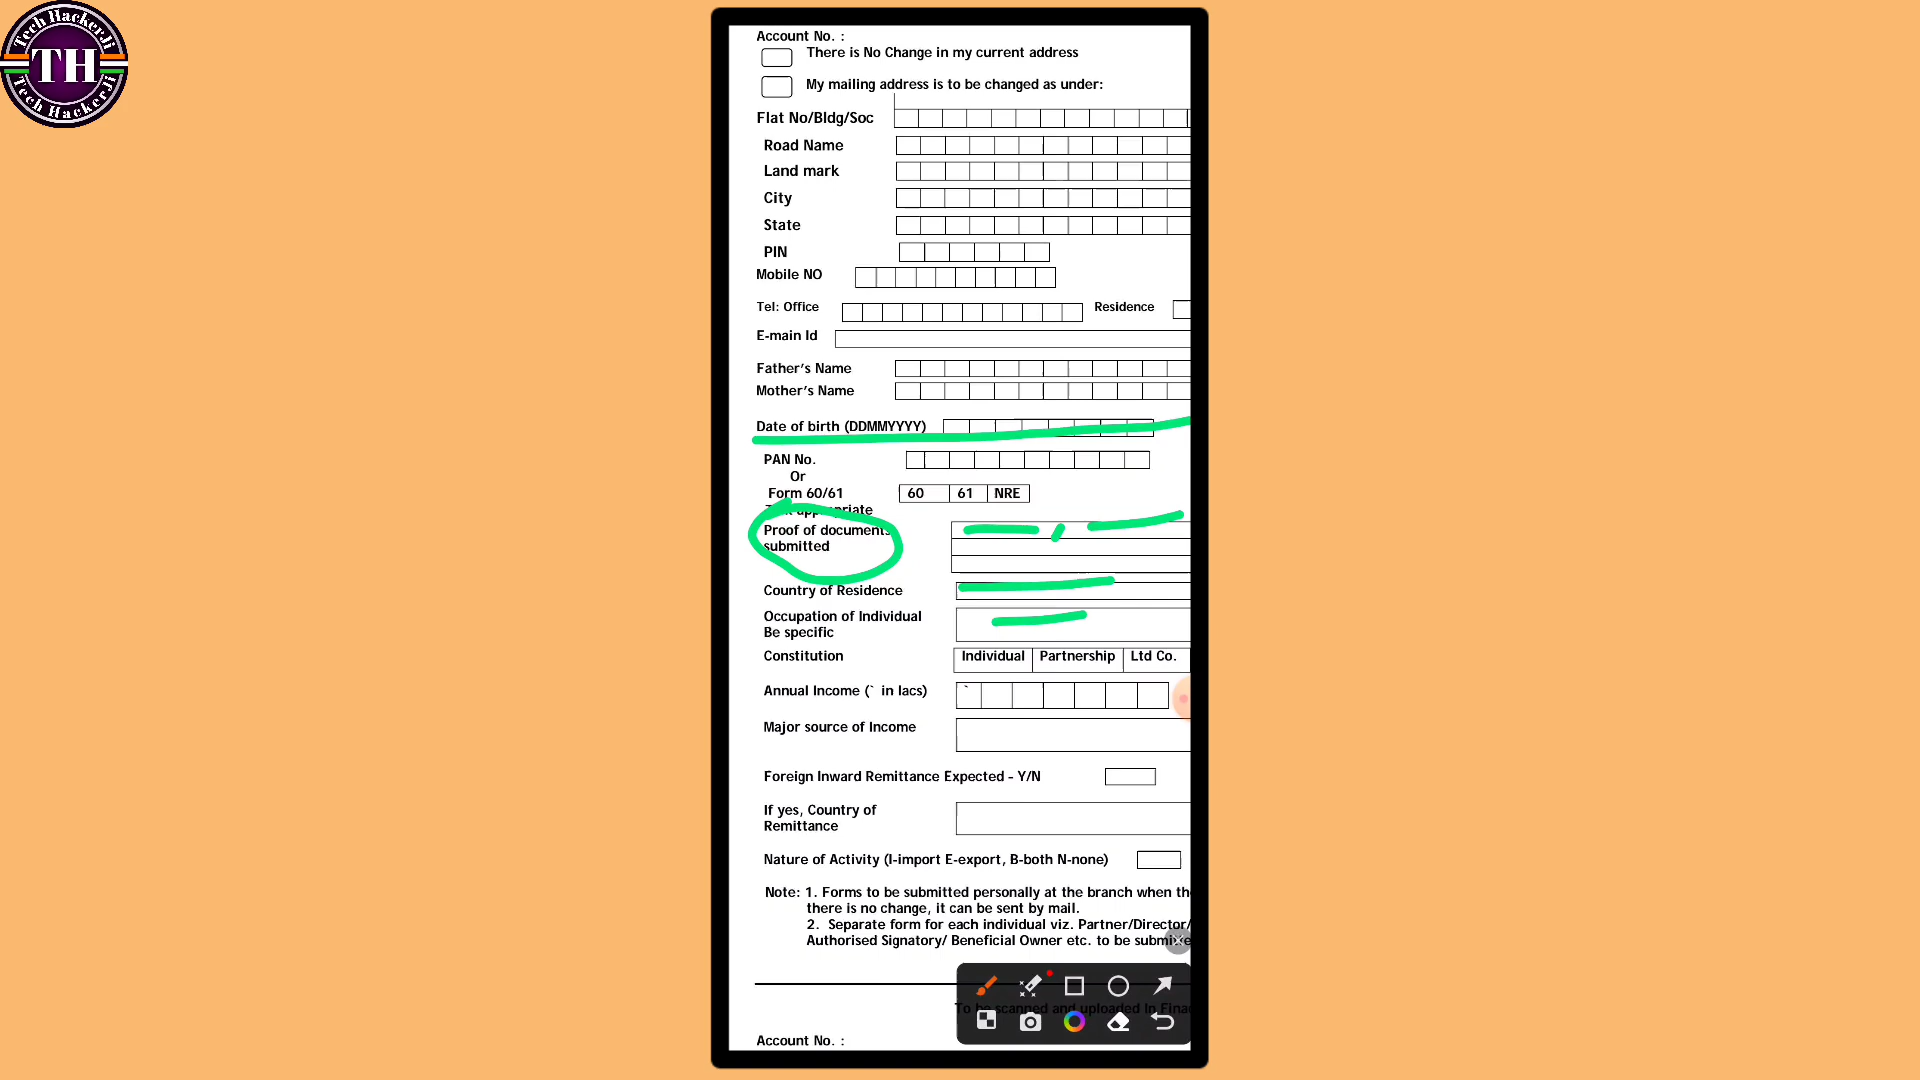 Tech HackerJi
TH
Tech HackerJi
Account No. :
There is No Change in my current address
My mailing address is to be changed as under:
Flat No/Bldg/Soc
Road Name
Land mark
City
State
PIN
Mobile NO
Tel: Office
Residence
E-main Id
Father's Name
Mother's Name
Date of birth (DDMMYYYY)
PAN No.
Or
Form 60/61
60 61 NRE
appropriate
Proof of documents
submitted
Country of Residence
Occupation of Individual
Be specific
Constitution
Individual Partnership Ltd Co.
Annual Income (` in lacs)
`
Major source of Income
Foreign Inward Remittance Expected - Y/N
If yes, Country of
Remittance
Nature of Activity (I-import E-export, B-both N-none)
Note: 1. Forms to be submitted personally at the branch when
there is no change, it can be sent by mail.
2. Separate form for each individual viz. Partner/Director/
Authorised Signatory/ Beneficial Owner etc. to be
To be scanned and uploaded In
Account No. :